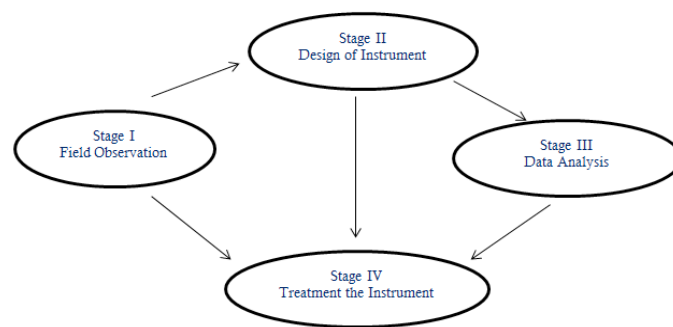 Stage II
Design of Instrument
Stage I
Field Observation
Stage III
Data Analysis
Stage IV
Treatment the Instrument